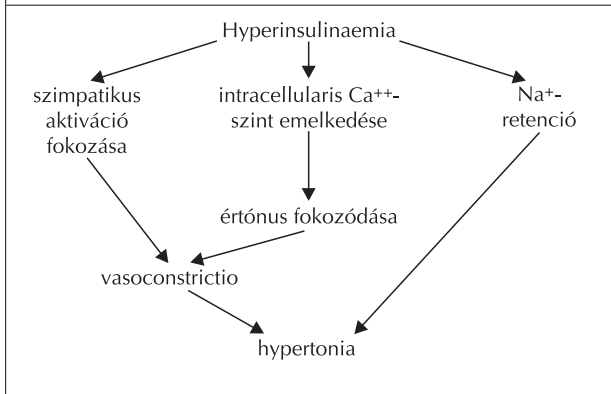 Hyperinsulinaemia
szimpatikus
aktiváció
fokozása
intracellularis Ca++-
szint emelkedése
Na+-
retenció
értónus fokozódása
vasoconstrictio
hypertonia